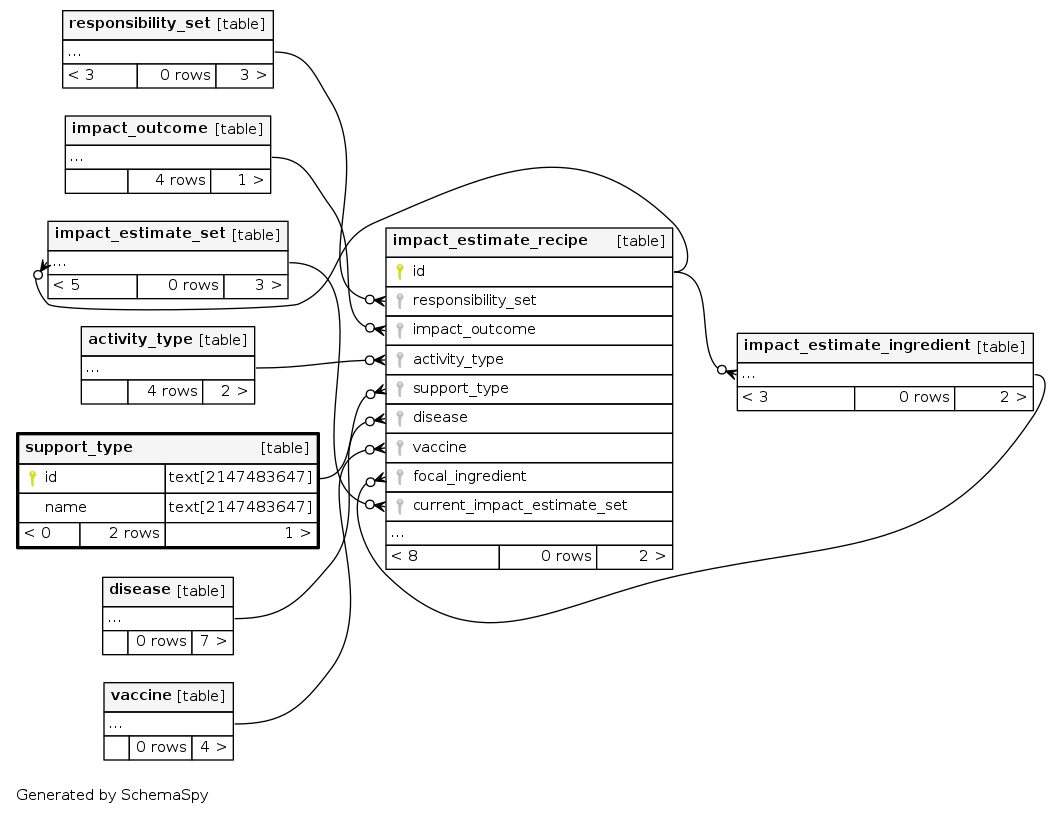 responsibility_set [table]
...
< 3 0 rows 3 >
impact_outcome [table]
...
4 rows 1 >
impact_estimate_set [table]
...
< 5 0 rows 3 >
activity_type [table]
...
4 rows 2 >
support_type [table]
id text[2147483647]
name text[2147483647]
< 0 2 rows 1 >
disease [table]
...
0 rows 7 >
vaccine [table]
...
0 rows 4 >
impact_estimate_recipe [table]
id
responsibility_set
impact_outcome
activity_type
support_type
disease
vaccine
focal_ingredient
current_impact_estimate_set
...
< 8 0 rows 2 >
impact_estimate_ingredient [table]
...
< 3 0 rows 2 >
Generated by SchemaSpy